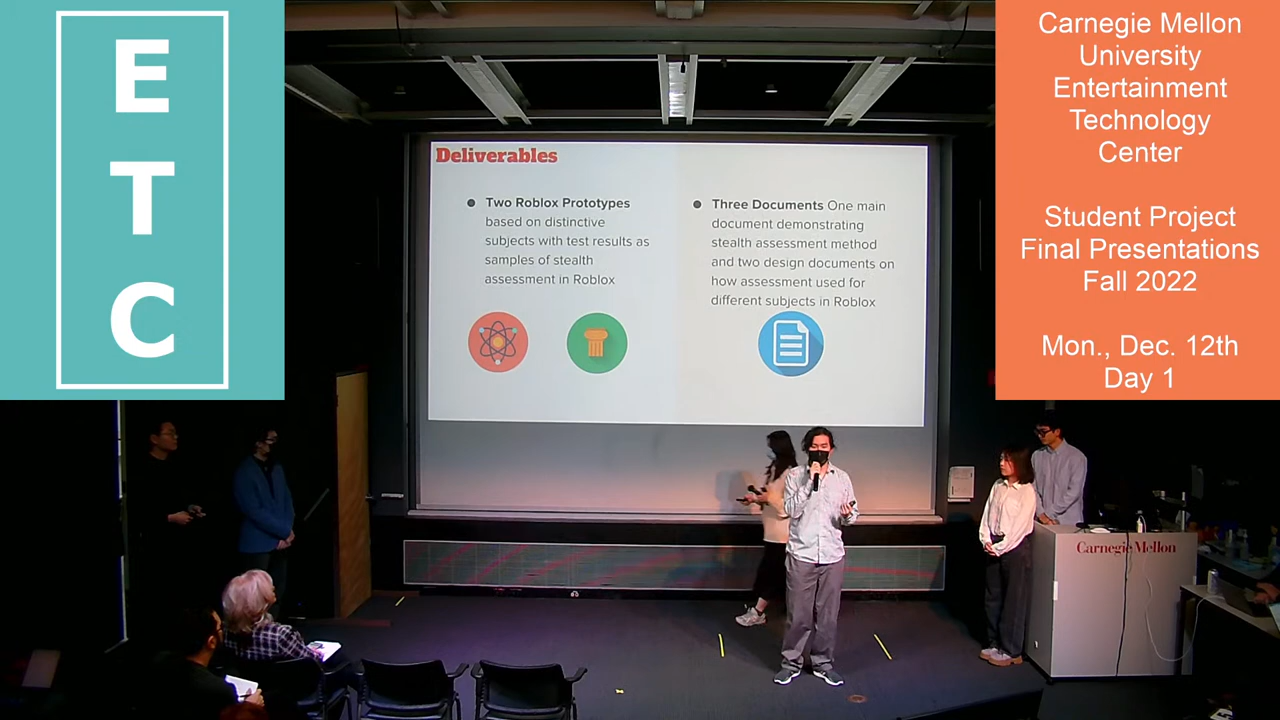 E
T
C
Carnegie Mellon
University
Entertainment
Technology
Center
Student Project
Final Presentations
Fall 2022
Mon., Dec. 12th
Day 1
Deliverables
Two Roblox Prototypes
based on distinctive
subjects with test results as
samples of stealth
assessment in Roblox
Three Documents One main
document demonstrating
stealth assessment method
and two design documents on
how assessment used for
different subjects in Roblox
Carnegie Mellon